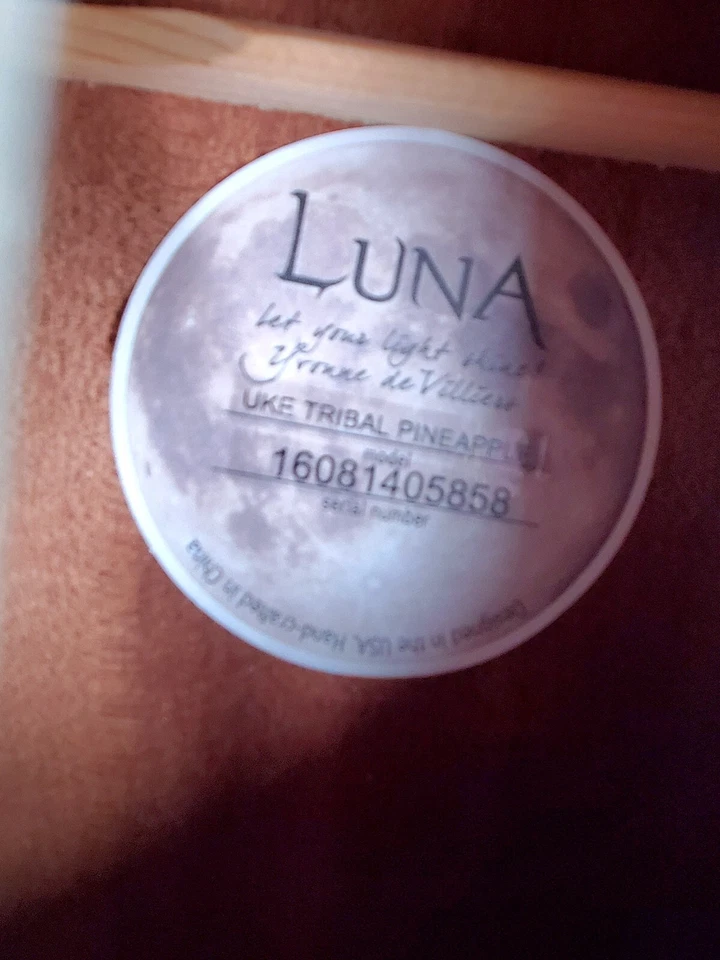 LUNA
Let your light shine!
Yvonne de Villiers
UKE TRIBAL PINEAPPLE
model
16081405858
serial number
Designed in the USA, Hand-crafted in China